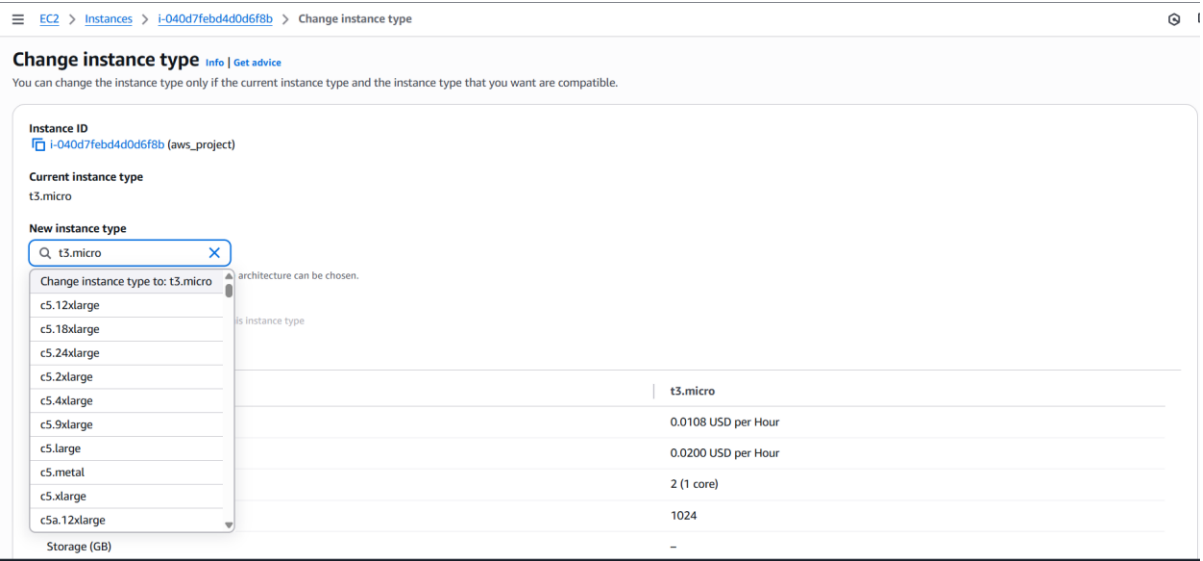 EC2 > Instances > i-040d7febd4d0d6f8b > Change instance type
Change instance type Info | Get advice
You can change the instance type only if the current instance type and the instance type that you want are compatible.
Instance ID
i-040d7febd4d0d6f8b (aws_project)
Current instance type
t3.micro
New instance type
t3.micro
architecture can be chosen.
Change instance type to: t3.micro
c5.12xlarge
c5.18xlarge
is instance type
c5.24xlarge
c5.2xlarge
c5.4xlarge
t3.micro
c5.9xlarge
0.0108 USD per Hour
c5.large
0.0200 USD per Hour
c5.metal
2 (1 core)
c5.xlarge
c5a.12xlarge
1024
Storage (GB)
–